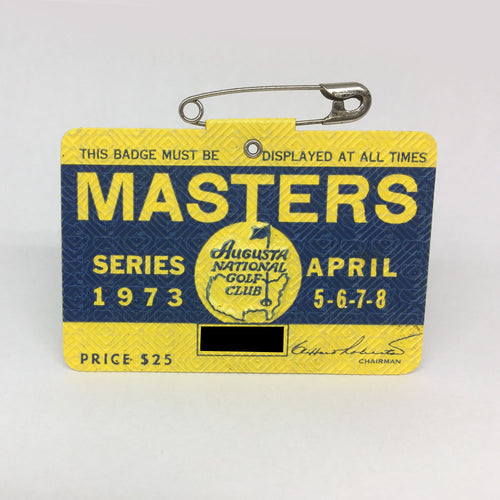 THIS BADGE MUST BE DISPLAYED AT ALL TIMES
MASTERS
SERIES
1973
AUGUSTA
NATIONAL
GOLF
CLUB
APRIL
5-6-7-8
PRICE $25
CHAIRMAN